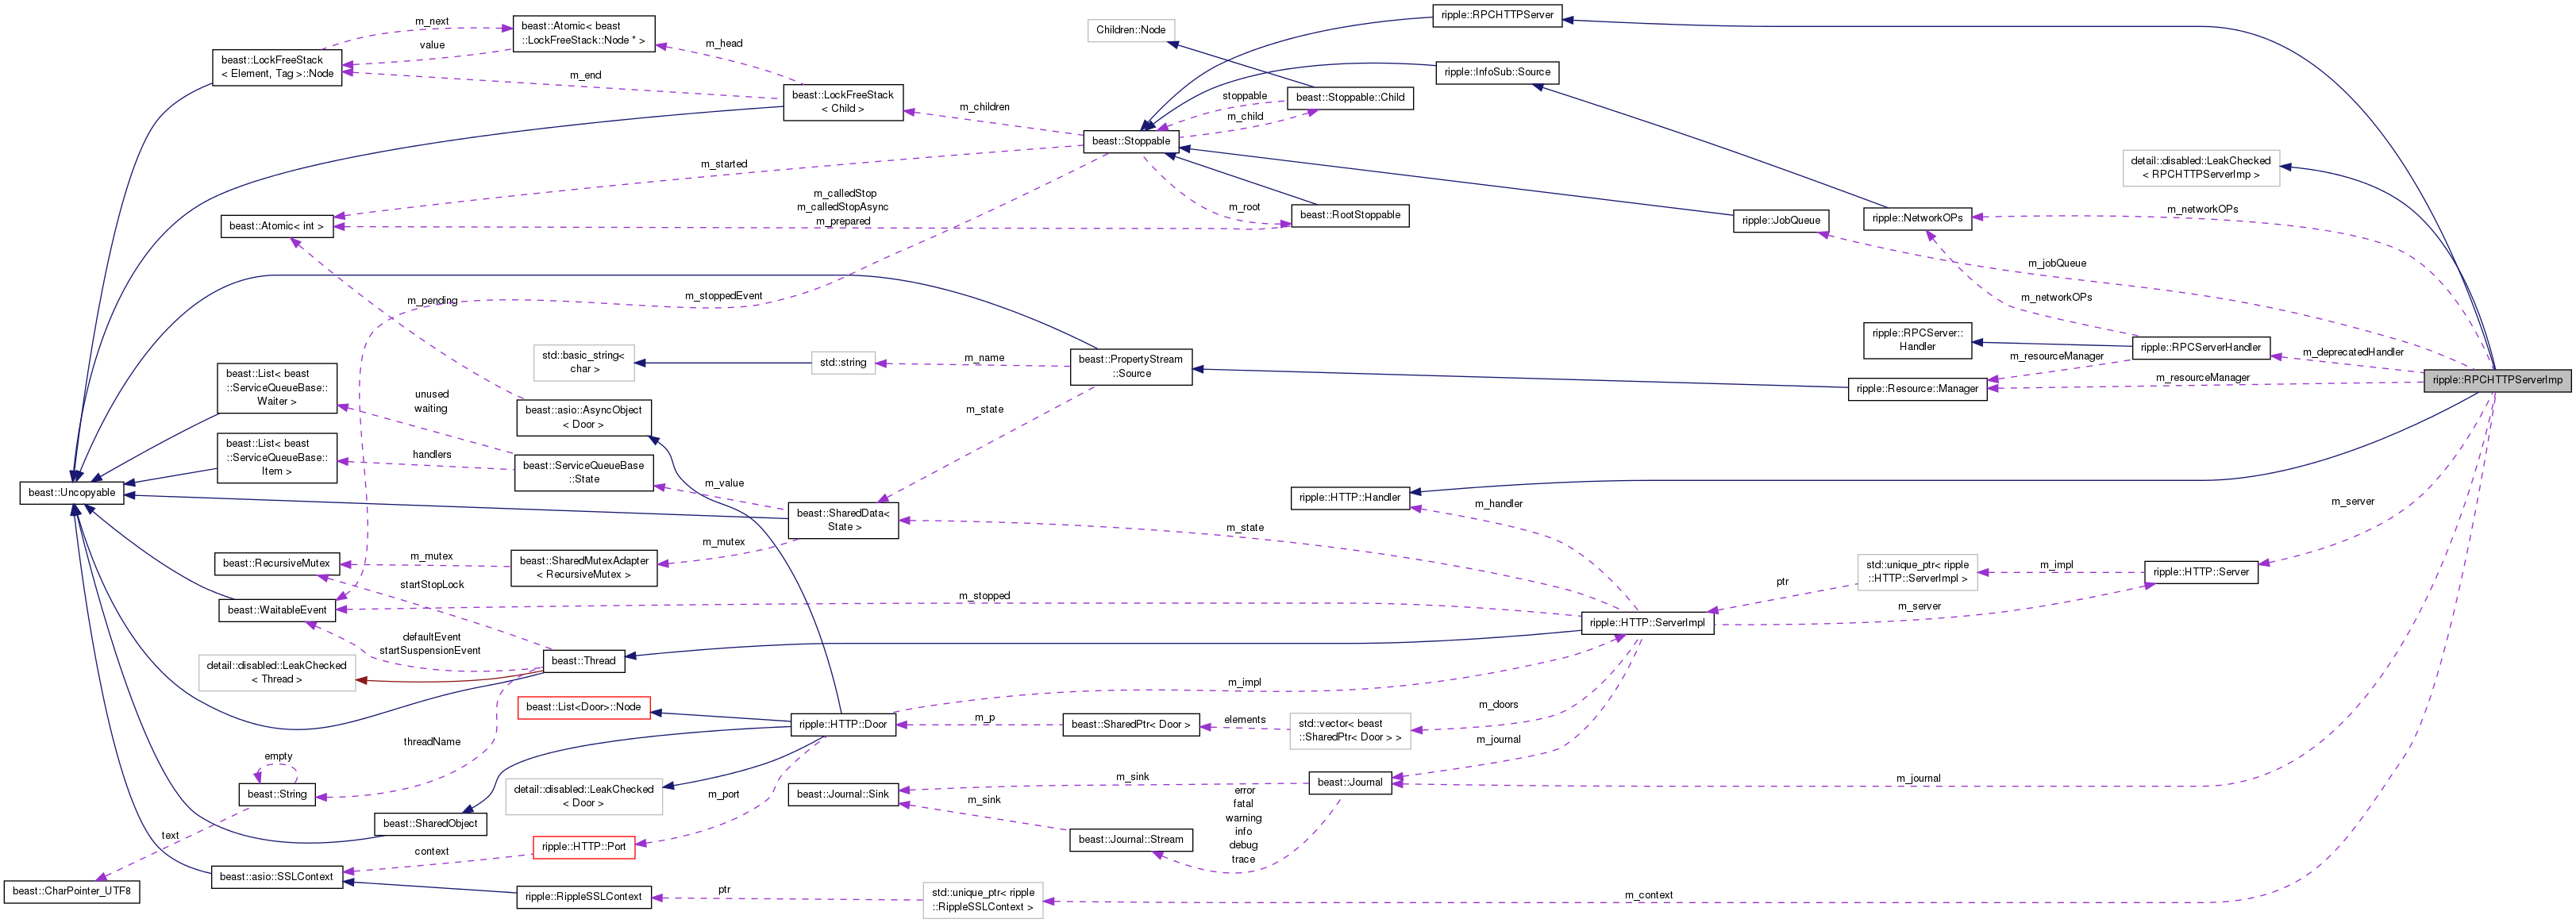 m_next
beast::Atomic< beast
::LockFreeStack::Node * >
value
m_head
beast::LockFreeStack
< Element, Tag >::Node
m_end
beast::LockFreeStack
< Child >
m_children
Children::Node
ripple::RPCHTTPServer
ripple::InfoSub::Source
beast::Stoppable::Child
stoppable
m_child
beast::Stoppable
m_started
m_calledStop
m_calledStopAsync
m_prepared
m_root
beast::RootStoppable
beast::Atomic< int >
ripple::JobQueue
ripple::NetworkOPs
detail::disabled::LeakChecked
< RPCHTTPServerImp >
m_networkOPs
m_jobQueue
m_networkOPs
m_stoppedEvent
m_pending
std::basic_string<
char >
std::string
m_name
beast::PropertyStream
::Source
m_state
ripple::RPCServer::
Handler
ripple::RPCServerHandler
m_deprecatedHandler
m_resourceManager
m_resourceManager
ripple::Resource::Manager
ripple::RPCHTTPServerImp
beast::List< beast
::ServiceQueueBase::
Waiter >
unused
waiting
beast::asio::AsyncObject
< Door >
beast::List< beast
::ServiceQueueBase::
Item >
handlers
beast::ServiceQueueBase
::State
m_value
beast::Uncopyable
beast::SharedData<
State >
ripple::HTTP::Handler
m_handler
m_state
m_server
m_mutex
beast::RecursiveMutex
m_mutex
beast::SharedMutexAdapter
< RecursiveMutex >
startStopLock
beast::WaitableEvent
m_stopped
ptr
std::unique_ptr< ripple
::HTTP::ServerImpl >
m_impl
ripple::HTTP::Server
m_server
ripple::HTTP::ServerImpl
defaultEvent
startSuspensionEvent
beast::Thread
detail::disabled::LeakChecked
< Thread >
m_impl
beast::List<Door>::Node
ripple::HTTP::Door
m_p
beast::SharedPtr< Door >
elements
std::vector< beast
::SharedPtr< Door > >
m_doors
m_journal
threadName
empty
beast::String
text
detail::disabled::LeakChecked
< Door >
m_port
beast::Journal::Sink
m_sink
m_sink
beast::Journal
m_journal
error
fatal
warning
info
debug
trace
beast::Journal::Stream
beast::SharedObject
ripple::HTTP::Port
context
beast::asio::SSLContext
beast::CharPointer_UTF8
ripple::RippleSSLContext
ptr
std::unique_ptr< ripple
::RippleSSLContext >
m_context